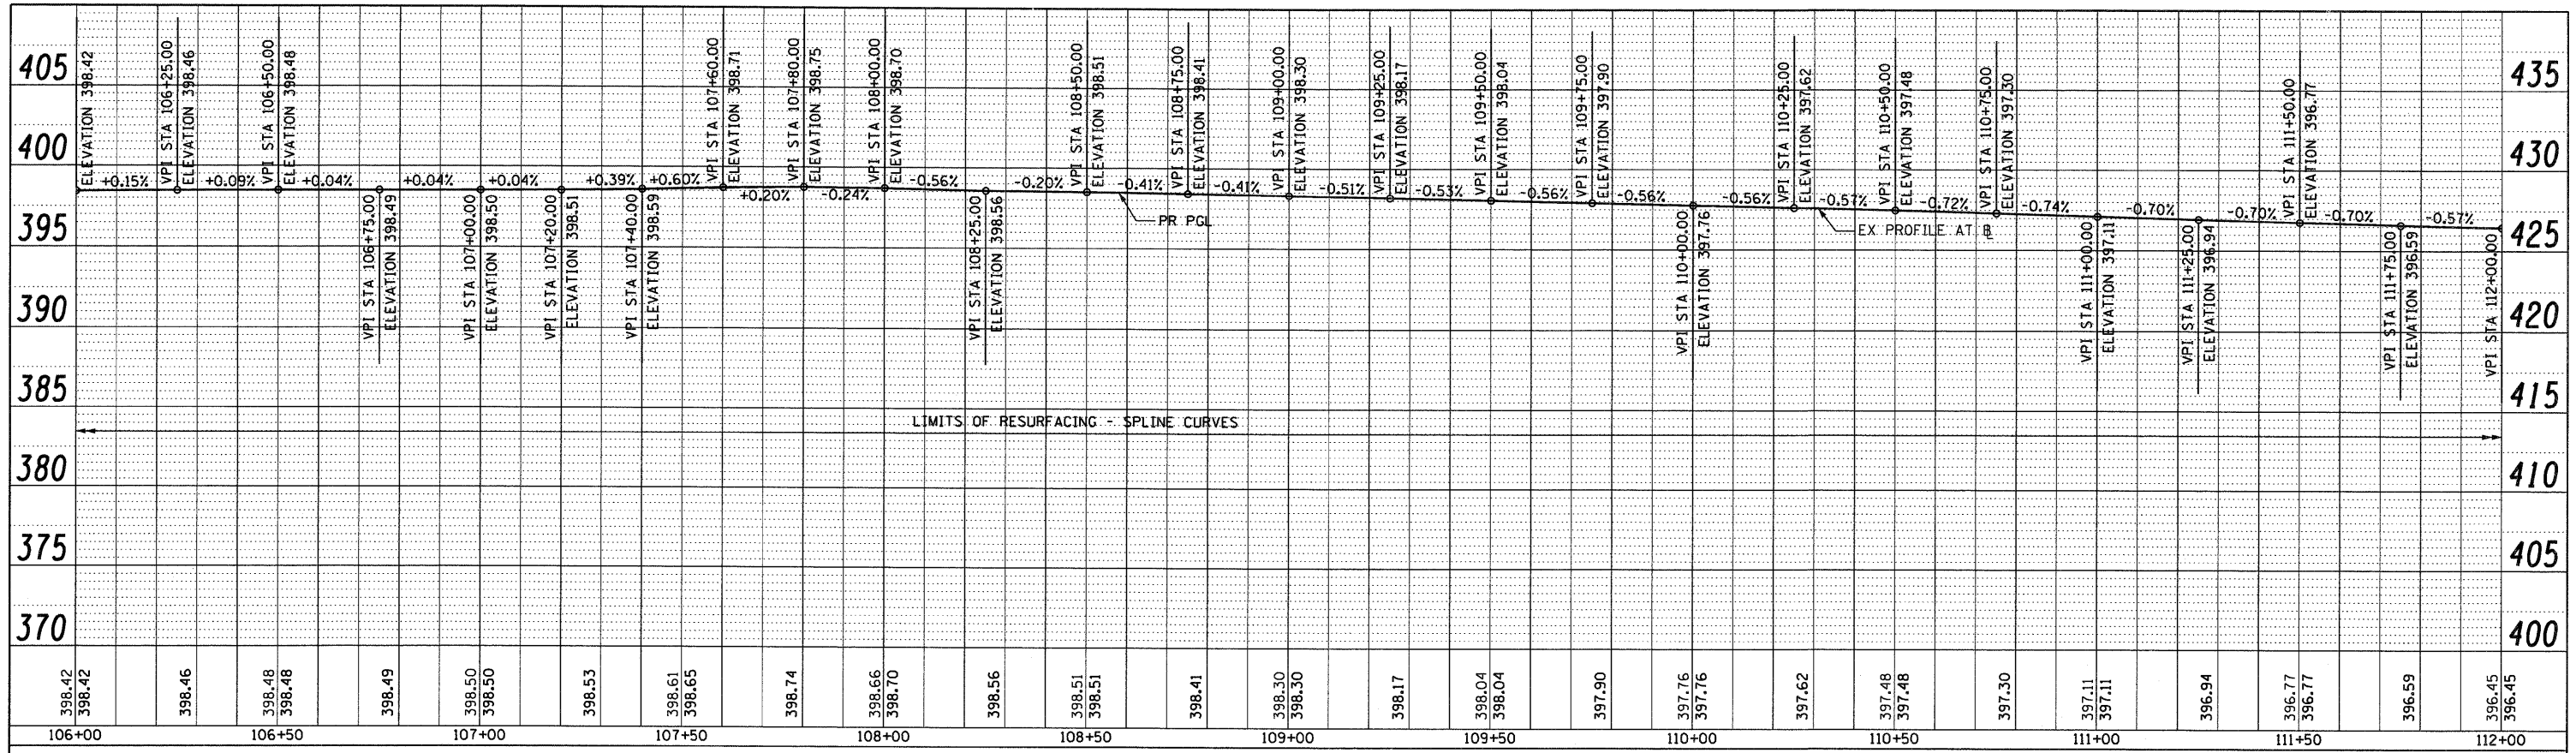 405
400
395
390
385
380
375
370
435
430
425
420
415
410
405
400
ELEVATION 398.42
VPI STA 106+25.00
ELEVATION 398.46
VPI STA 106+50.00
ELEVATION 398.48
VPI STA 106+75.00
ELEVATION 398.49
VPI STA 107+00.00
ELEVATION 398.50
VPI STA 107+20.00
ELEVATION 398.51
VPI STA 107+40.00
ELEVATION 398.59
VPI STA 107+60.00
ELEVATION 398.71
VPI STA 107+80.00
ELEVATION 398.75
VPI STA 108+00.00
ELEVATION 398.70
VPI STA 108+25.00
ELEVATION 398.56
VPI STA 108+50.00
ELEVATION 398.51
VPI STA 108+75.00
ELEVATION 398.41
VPI STA 109+00.00
ELEVATION 398.30
VPI STA 109+25.00
ELEVATION 398.17
VPI STA 109+50.00
ELEVATION 398.04
VPI STA 109+75.00
ELEVATION 397.90
VPI STA 110+00.00
ELEVATION 397.76
VPI STA 110+25.00
ELEVATION 397.62
VPI STA 110+50.00
ELEVATION 397.48
VPI STA 110+75.00
ELEVATION 397.30
VPI STA 111+00.00
ELEVATION 397.11
VPI STA 111+25.00
ELEVATION 396.94
VPI STA 111+50.00
ELEVATION 396.77
VPI STA 111+75.00
ELEVATION 396.59
VPI STA 112+00.00
+0.15%
+0.09%
+0.04%
+0.04%
+0.04%
+0.39%
+0.60%
+0.20%
-0.24%
-0.56%
-0.20%
-0.41%
-0.41%
-0.51%
-0.53%
-0.56%
-0.56%
-0.56%
-0.57%
-0.72%
-0.74%
-0.70%
-0.70%
-0.70%
-0.57%
PR PGL
EX PROFILE AT ℄
LIMITS OF RESURFACING - SPLINE CURVES
398.42
398.42
398.46
398.48
398.48
398.49
398.50
398.50
398.53
398.61
398.65
398.74
398.66
398.70
398.56
398.51
398.51
398.41
398.30
398.30
398.17
398.04
398.04
397.90
397.76
397.76
397.62
397.48
397.48
397.30
397.11
397.11
396.94
396.77
396.77
396.59
396.45
396.45
106+00
106+50
107+00
107+50
108+00
108+50
109+00
109+50
110+00
110+50
111+00
111+50
112+00